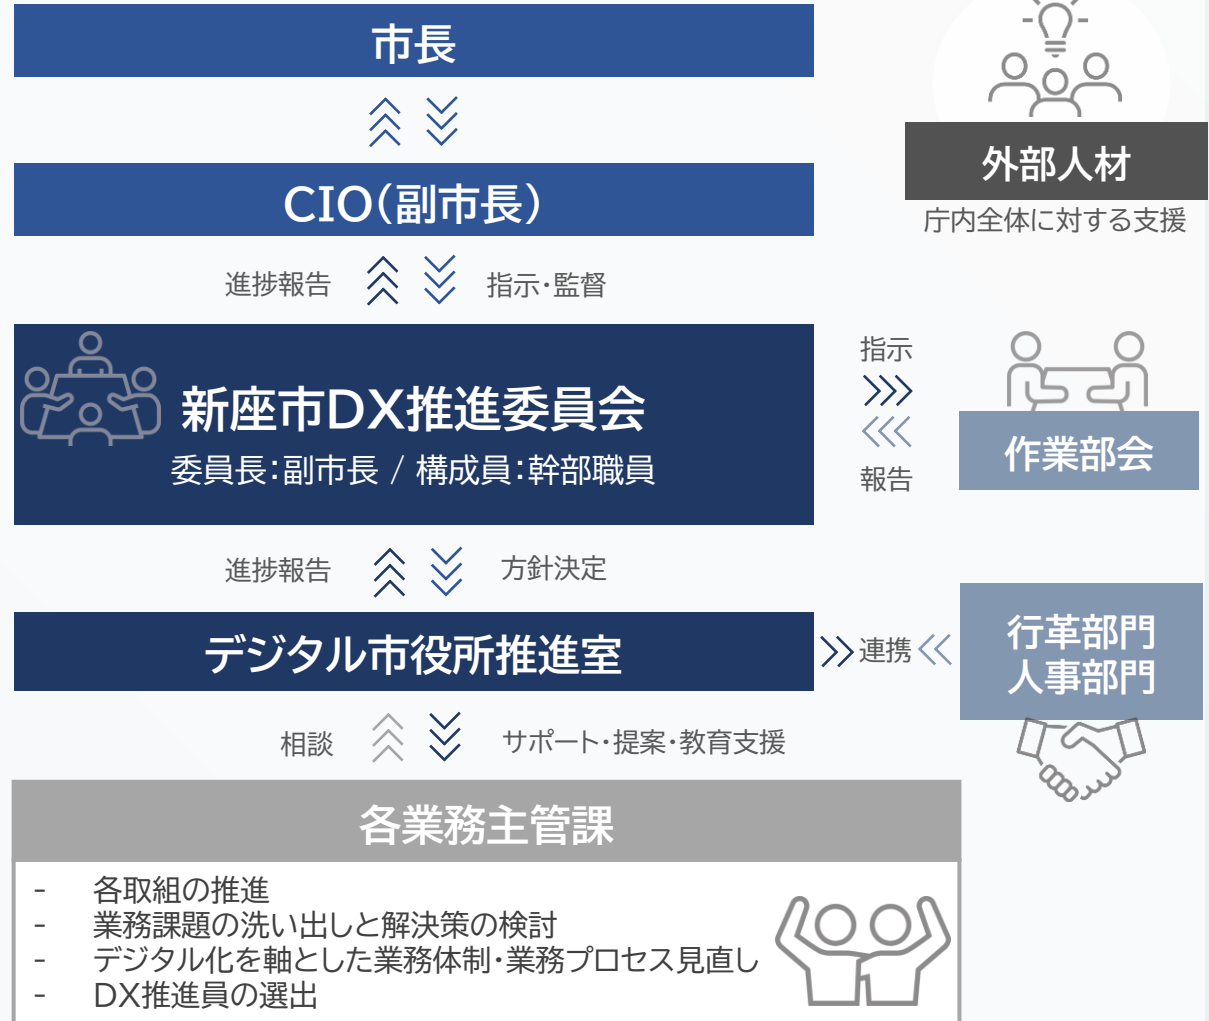 市長
外部人材
庁内全体に対する支援
CIO(副市長)
進捗報告
指示・監督
新座市DX推進委員会
委員長:副市長 / 構成員:幹部職員
指示
報告
作業部会
進捗報告
方針決定
デジタル市役所推進室
連携
行革部門
人事部門
相談
サポート・提案・教育支援
各業務主管課
- 各取組の推進
- 業務課題の洗い出しと解決策の検討
- デジタル化を軸とした業務体制・業務プロセス見直し
- DX推進員の選出